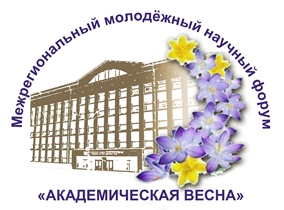 Межрегиональный молодёжный научный форум
«АКАДЕМИЧЕСКАЯ ВЕСНА»